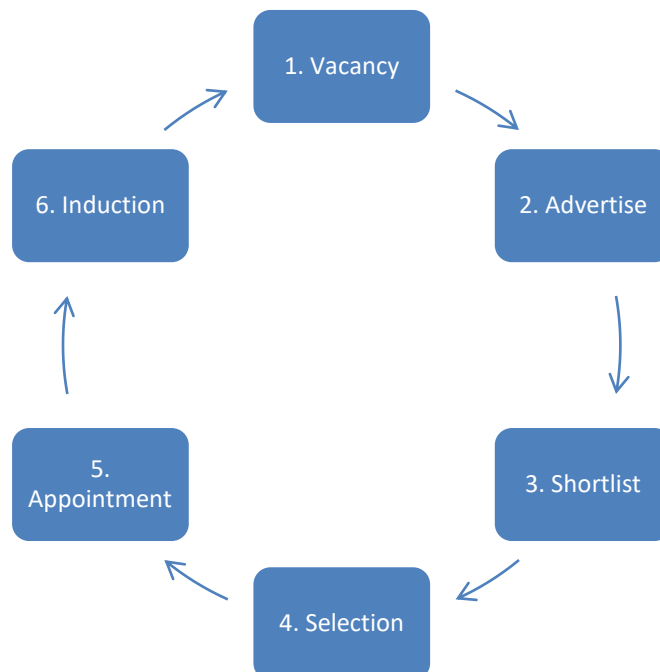 1. Vacancy
2. Advertise
3. Shortlist
4. Selection
5.
Appointment
6. Induction